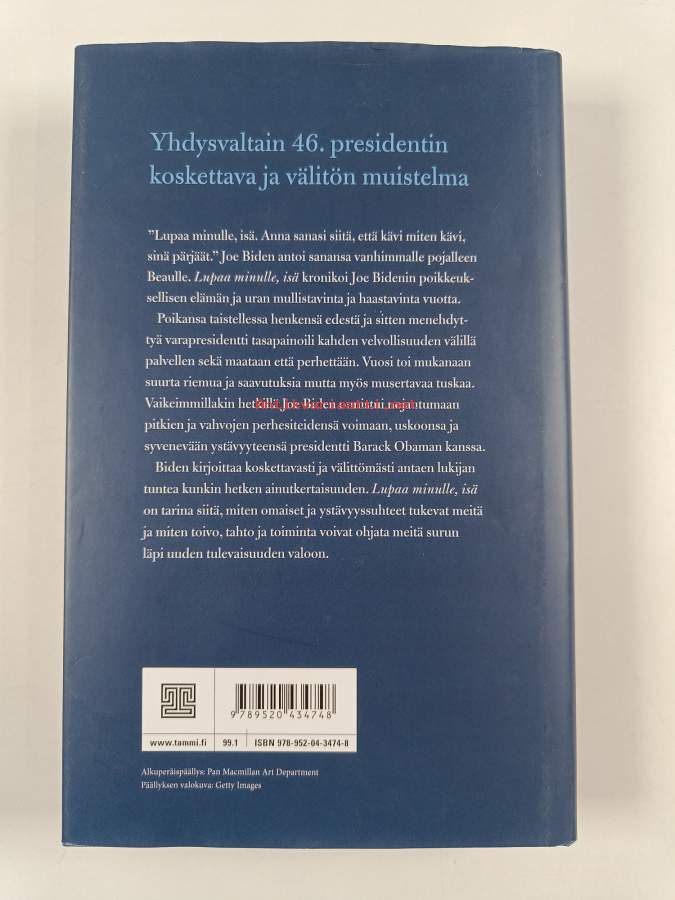 Yhdysvaltain 46. presidentin
koskettava ja välitön muistelma
”Lupaa minulle, isä. Anna sanasi siitä, että kävi miten kävi,
sinä pärjäät.” Joe Biden antoi sanansa vanhimmalle pojalleen
Beaulle. Lupaa minulle, isä kronikoi Joe Bidenin poikkeuk-
sellisen elämän ja uran mullistavinta ja haastavinta vuotta.
Poikansa taistellessa henkensä edestä ja sitten menehdyt-
tyä varapresidentti tasapainoili kahden velvollisuuden välillä
palvellen sekä maataan että perhettään. Vuosi toi mukanaan
suurta riemua ja saavutuksia mutta myös musertavaa tuskaa.
Vaikeimmillakin hetkillä Joe Biden
pitkien ja vahvojen perhesiteidensä voimaan, uskoonsa ja
syvenevään ystävyyteensä presidentti Barack Obaman kanssa.
Biden kirjoittaa koskettavasti ja välittömästi antaen lukijan
tuntea kunkin hetken ainutkertaisuuden. Lupaa minulle, isä
on tarina siitä, miten omaiset ja ystävyyssuhteet tukevat meitä
ja miten toivo, tahto ja toiminta voivat ohjata meitä surun
läpi uuden tulevaisuuden valoon.
9 789520 434748
www.tammi.fi 99.1 ISBN 978-952-04-3474-8
Alkuperäispäällys: Pan Macmillan Art Department
Päällyksen valokuva: Getty Images